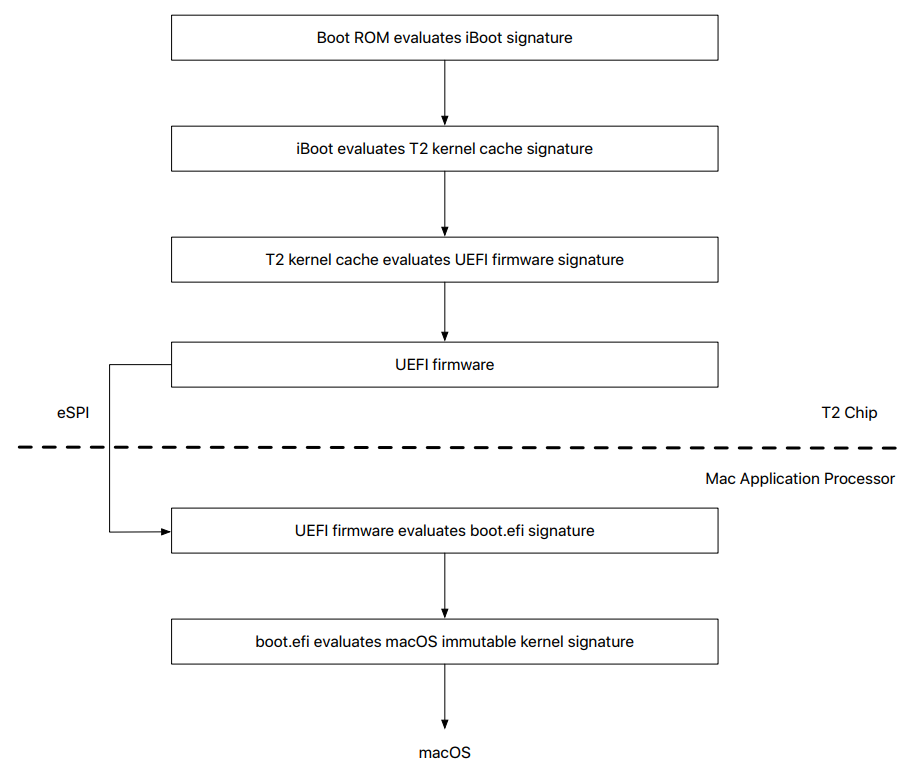 Boot ROM evaluates iBoot signature
iBoot evaluates T2 kernel cache signature
T2 kernel cache evaluates UEFI firmware signature
UEFI firmware
eSPI
T2 Chip
Mac Application Processor
UEFI firmware evaluates boot.efi signature
boot.efi evaluates macOS immutable kernel signature
macOS